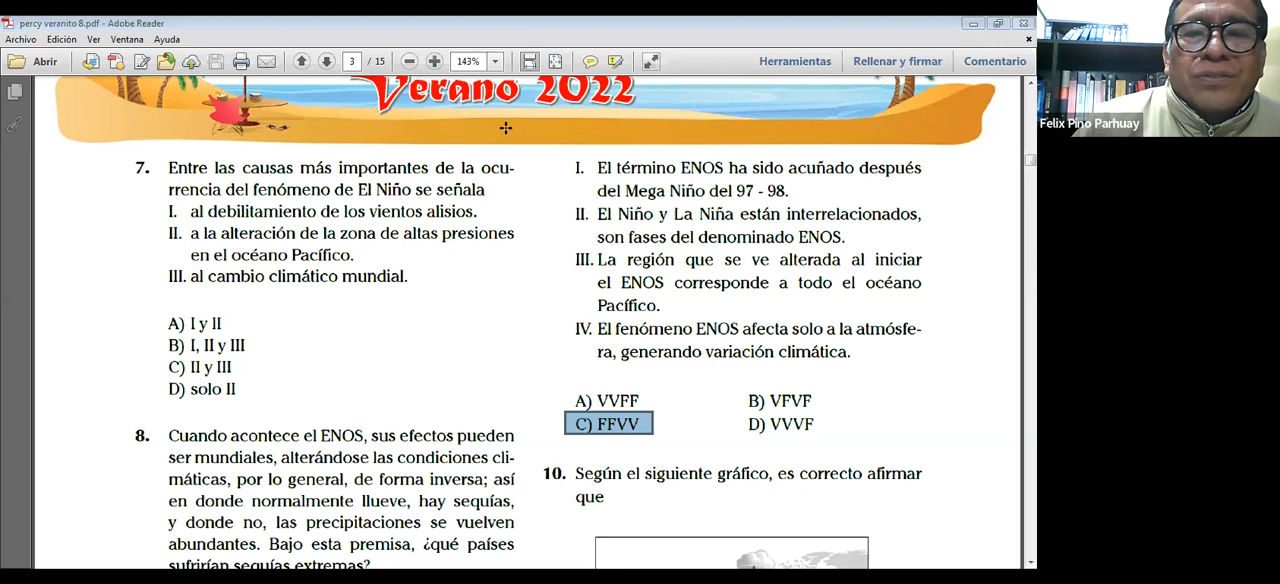 percy veranito 8.pdf - Adobe Reader
Archivo Edición Ver Ventana Ayuda
Abrir 3 / 15 143% Herramientas Rellenar y firmar Comentario
Felix Pino Parhuay
Verano 2022
7. Entre las causas más importantes de la ocu-
rrencia del fenómeno de El Niño se señala
I. al debilitamiento de los vientos alisios.
II. a la alteración de la zona de altas presiones
en el océano Pacífico.
III. al cambio climático mundial.
A) I y II
B) I, II y III
C) II y III
D) solo II
8. Cuando acontece el ENOS, sus efectos pueden
ser mundiales, alterándose las condiciones cli-
máticas, por lo general, de forma inversa; así
en donde normalmente llueve, hay sequías,
y donde no, las precipitaciones se vuelven
abundantes. Bajo esta premisa, ¿qué países
sufrirían sequías extremas?
I. El término ENOS ha sido acuñado después
del Mega Niño del 97 - 98.
II. El Niño y La Niña están interrelacionados,
son fases del denominado ENOS.
III. La región que se ve alterada al iniciar
el ENOS corresponde a todo el océano
Pacífico.
IV. El fenómeno ENOS afecta solo a la atmósfe-
ra, generando variación climática.
A) VVFF B) VFVF
C) FFVV D) VVVF
10. Según el siguiente gráfico, es correcto afirmar
que